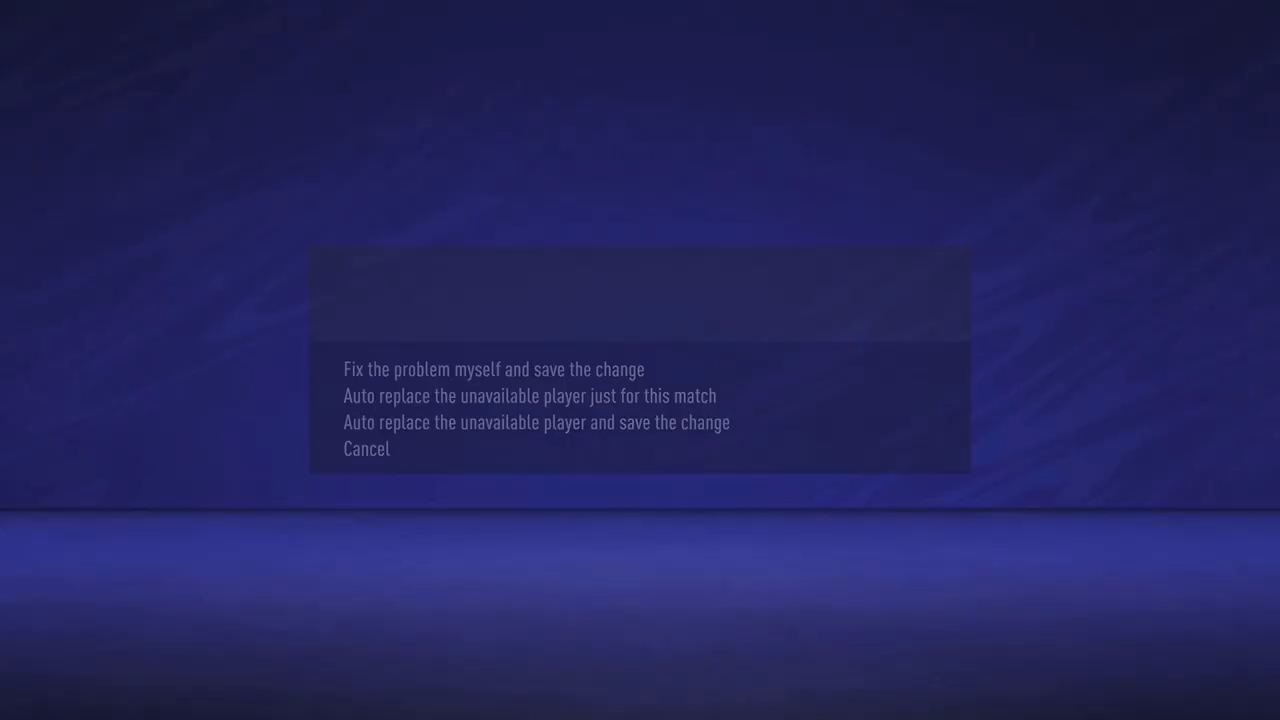 Fix the problem myself and save the change
Auto replace the unavailable player just for this match
Auto replace the unavailable player and save the change
Cancel